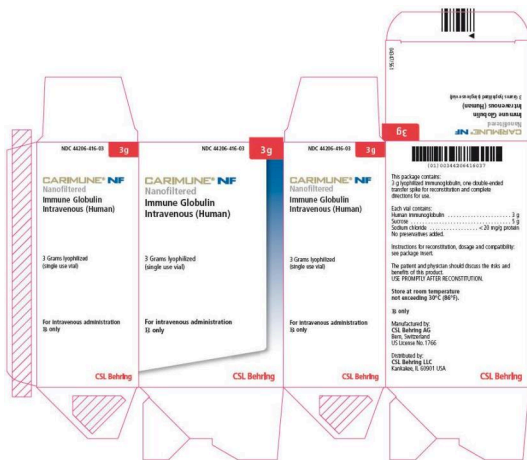 NDC 44206-416-03
3g
CARIMUNE® NF
Nanofiltered
Immune Globulin
Intravenous (Human)
3 Grams lyophilized
(single use vial)
For intravenous administration
℞ only
CSL Behring
NDC 44206-416-03
3g
CARIMUNE® NF
Nanofiltered
Immune Globulin
Intravenous (Human)
3 Grams lyophilized
(single use vial)
For intravenous administration
℞ only
CSL Behring
NDC 44206-416-03
3g
CARIMUNE® NF
Nanofiltered
Immune Globulin
Intravenous (Human)
3 Grams lyophilized
(single use vial)
For intravenous administration
℞ only
CSL Behring
3g
CARIMUNE® NF
Nanofiltered
Immune Globulin
Intravenous (Human)
This package contains:
3 g lyophilized immunoglobulin, one double-ended
transfer spike for reconstitution and complete
directions for use.
Each vial contains:
Human immunoglobulin . . . . . . . . . . . . . . . . . . 3 g
Sucrose . . . . . . . . . . . . . . . . . . . . . . . . . . . . . . 5 g
Sodium chloride . . . . . . . . . . . . . . < 20 mg/g protein
No preservatives added.
Instructions for reconstitution, dosage and compatibility:
see package insert.
The patient and physician should discuss the risks and
benefits of this product.
USE PROMPTLY AFTER RECONSTITUTION.
Store at room temperature
not exceeding 30°C (86°F).
℞ only
Manufactured by:
CSL Behring AG
Bern, Switzerland
US License No. 1766
Distributed by:
CSL Behring LLC
Kankakee, IL 60901 USA
CSL Behring